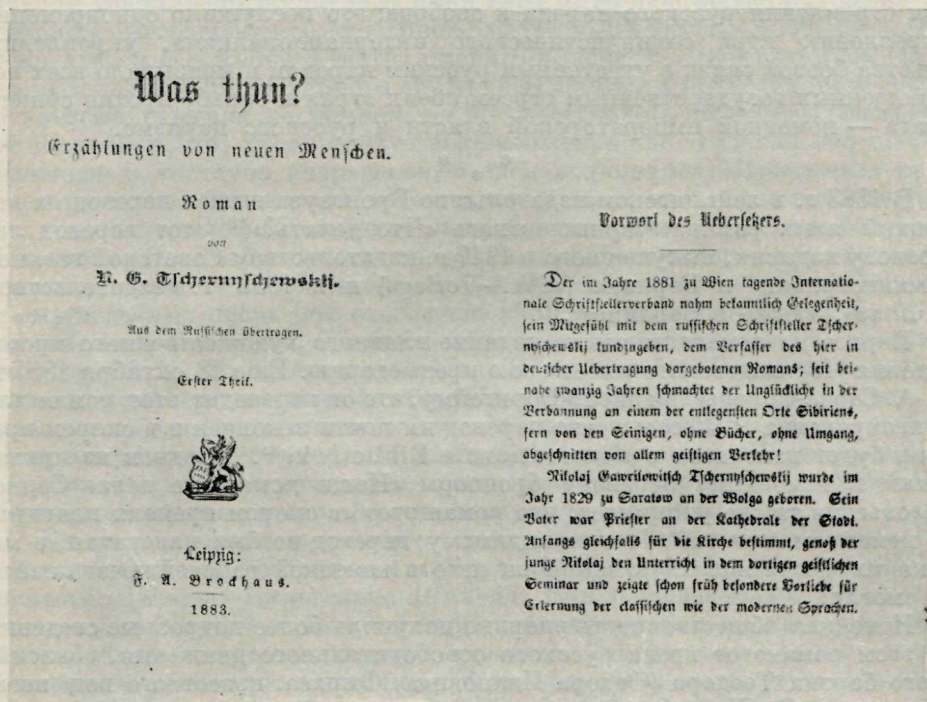 Was thun?
Erzählungen von neuen Menschen.
Roman
von
N. G. Tschernyschewskij.
Aus dem Russischen übertragen.
Erster Theil.
Leipzig:
F. A. Brockhaus.
1883.
Vorwort des Uebersetzers.
Der im Jahre 1881 zu Wien tagende Internatio-
nale Schriftstellerverband nahm bekanntlich Gelegenheit,
sein Mitgefühl mit dem russischen Schriftsteller Tscher-
nyschewskij kundzugeben, dem Verfasser des hier in
deutscher Uebertragung dargebotenen Romans; seit bei-
nahe zwanzig Jahren schmachtet der Unglückliche in der
Verbannung an einem der entlegensten Orte Sibiriens,
fern von den Seinigen, ohne Bücher, ohne Umgang,
abgeschnitten von allem geistigen Verkehr!
Nikolaj Gawrilowitsch Tschernyschewskij wurde im
Jahr 1829 zu Saratow an der Wolga geboren. Sein
Vater war Priester an der Kathedrale der Stadt.
Anfangs gleichfalls für die Kirche bestimmt, genoß der
junge Nikolaj den Unterricht in dem dortigen geistlichen
Seminar und zeigte schon früh besondere Vorliebe für
Erlernung der classischen wie der modernen Sprachen.